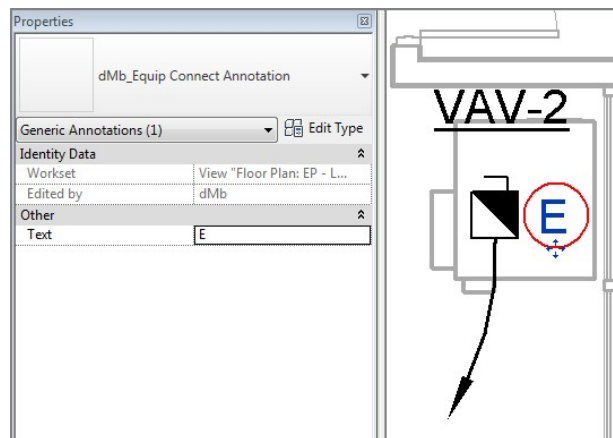 Properties
dMb_Equip Connect Annotation
Generic Annotations (1)
Edit Type
Identity Data
Workset
View "Floor Plan: EP - L...
Edited by
dMb
Other
Text
E
VAV-2
E